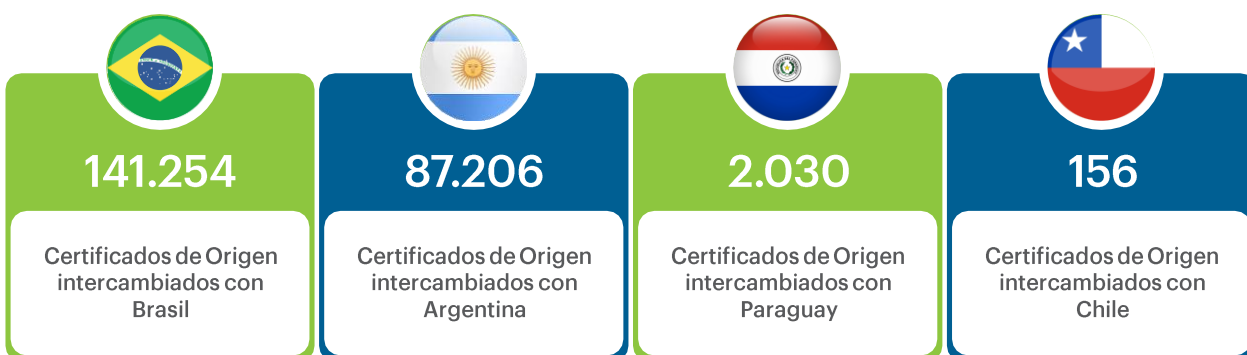 141.254
Certificados de Origen
intercambiados con
Brasil
87.206
Certificados de Origen
intercambiados con
Argentina
2.030
Certificados de Origen
intercambiados con
Paraguay
156
Certificados de Origen
intercambiados con
Chile